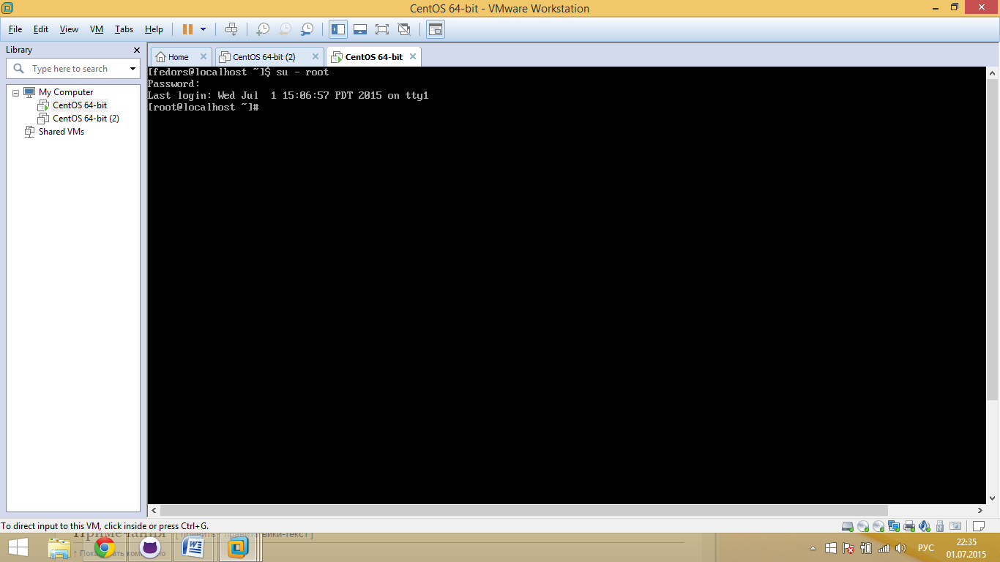 CentOS 64-bit - VMware Workstation
File Edit View VM Tabs Help
Library
Type here to search
My Computer
CentOS 64-bit
CentOS 64-bit (2)
Shared VMs
Home
CentOS 64-bit (2)
CentOS 64-bit
[fedors@localhost ~]$ su - root
Password:
Last login: Wed Jul  1 15:06:57 PDT 2015 on tty1
[root@localhost ~]#
To direct input to this VM, click inside or press Ctrl+G.
Примечания [ править | править вики-текст ]
РУС
22:35
01.07.2015